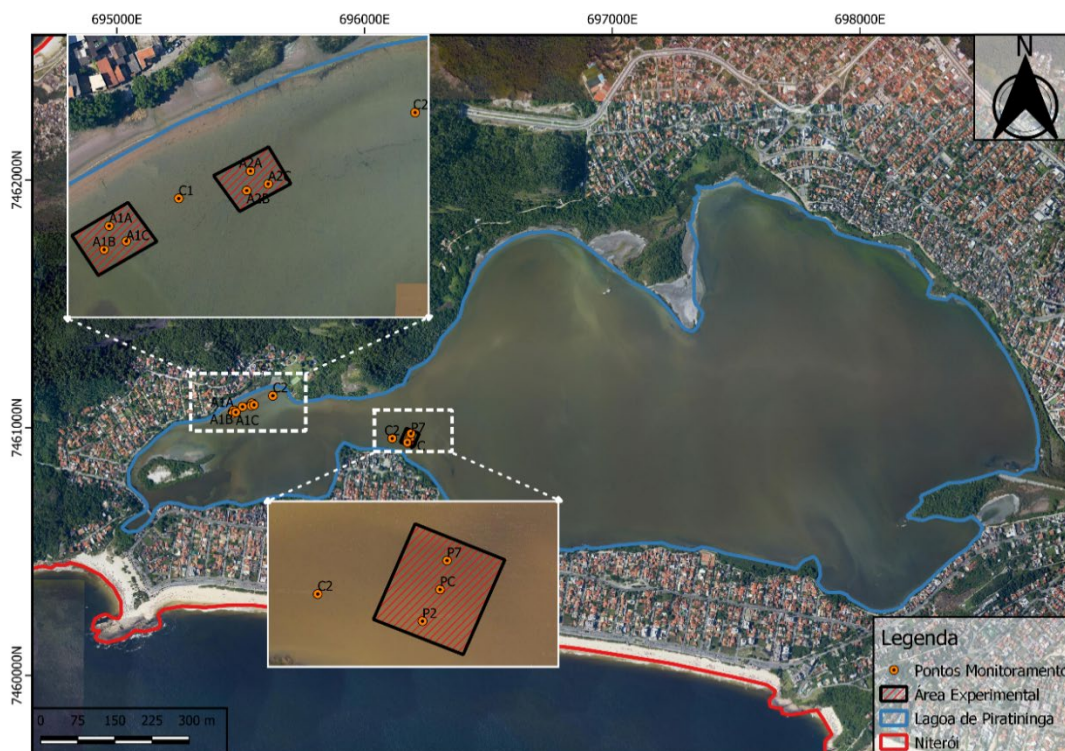 695000E
696000E
697000E
698000E
N
7462000N
7461000N
7460000N
C2
A2A
A2C
A2B
C1
A1A
A1B
A1C
C2
A1A
A1B
A1C
C2
P7
C
P7
PC
P2
C2
Legenda
Pontos Monitoramento
Área Experimental
Lagoa de Piratininga
Niterói
0 75 150 225 300 m